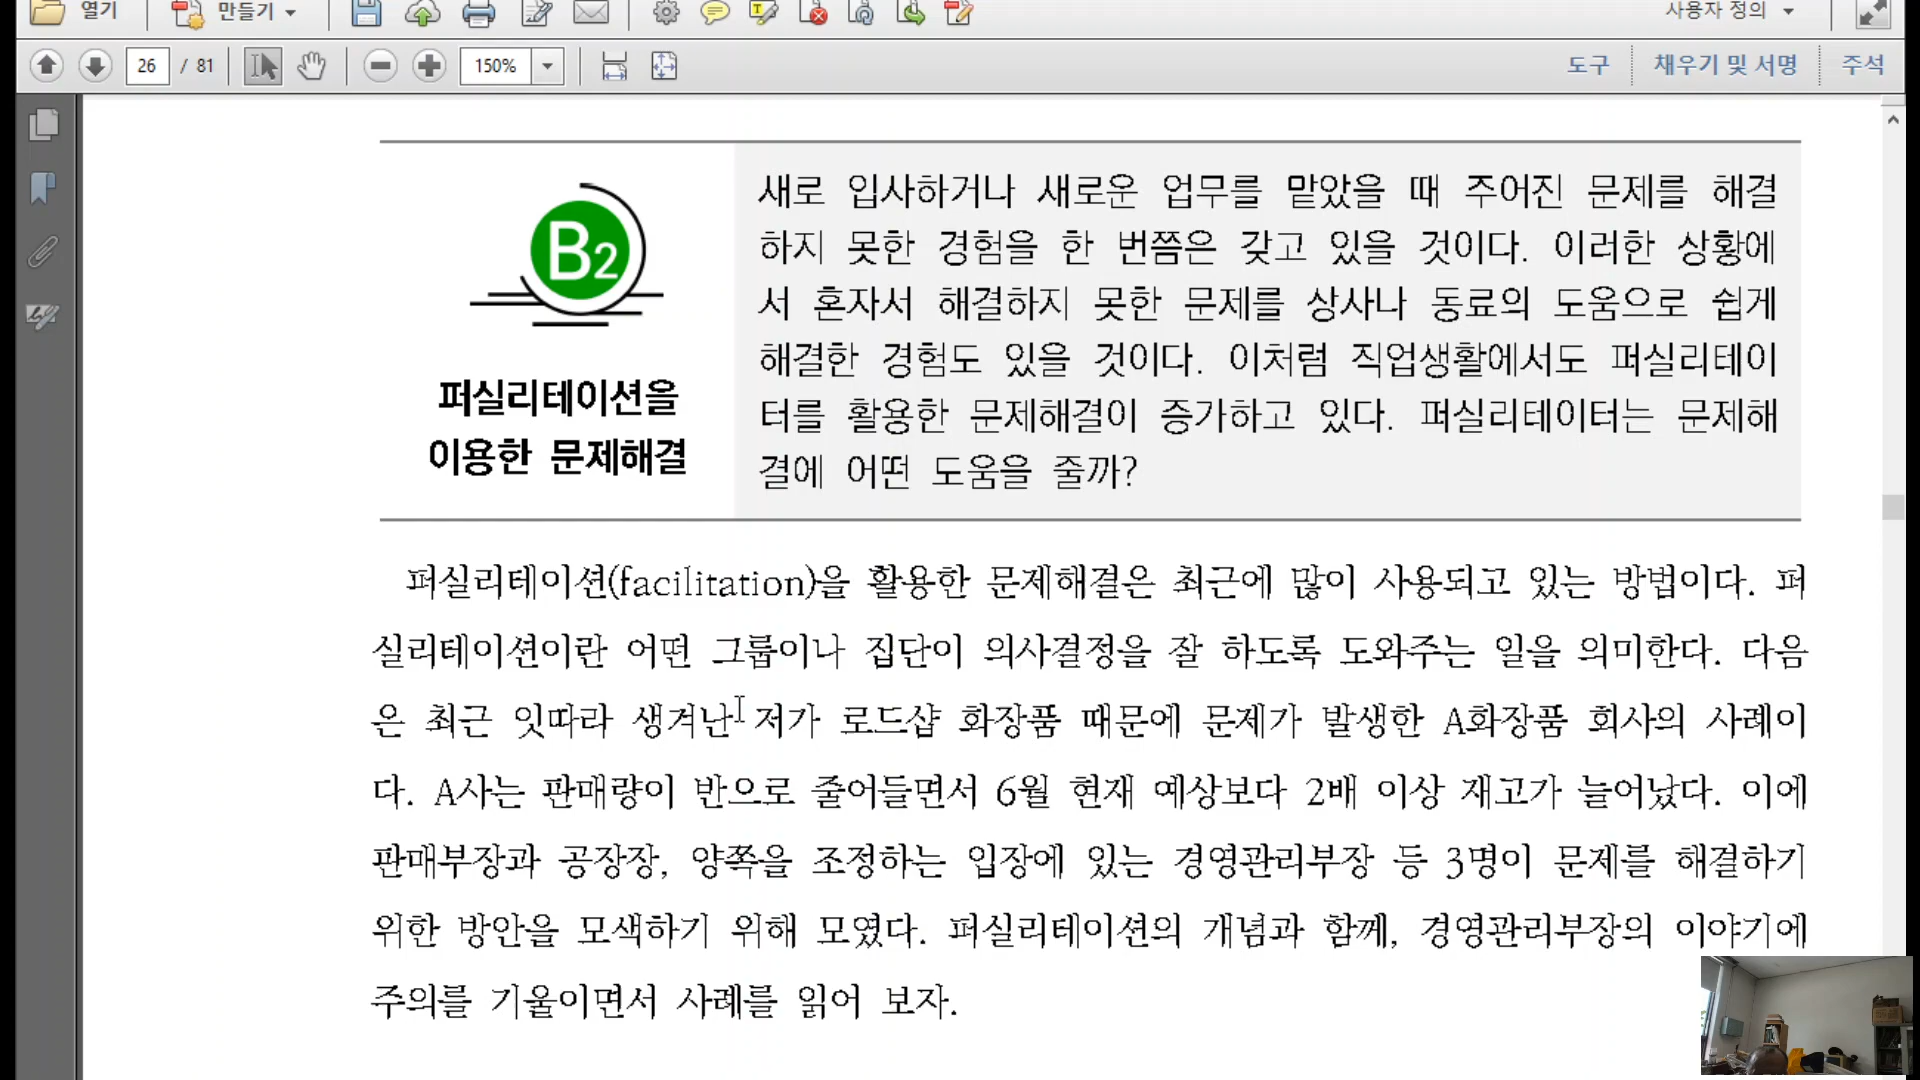 열기
만들기
사용자 정의
26 / 81
150%
도구
채우기 및 서명
주석
B2
퍼실리테이션을
이용한 문제해결
새로 입사하거나 새로운 업무를 맡았을 때 주어진 문제를 해결
하지 못한 경험을 한 번쯤은 갖고 있을 것이다. 이러한 상황에
서 혼자서 해결하지 못한 문제를 상사나 동료의 도움으로 쉽게
해결한 경험도 있을 것이다. 이처럼 직업생활에서도 퍼실리테이
터를 활용한 문제해결이 증가하고 있다. 퍼실리테이터는 문제해
결에 어떤 도움을 줄까?
퍼실리테이션(facilitation)을 활용한 문제해결은 최근에 많이 사용되고 있는 방법이다. 퍼
실리테이션이란 어떤 그룹이나 집단이 의사결정을 잘 하도록 도와주는 일을 의미한다. 다음
은 최근 잇따라 생겨난 저가 로드샵 화장품 때문에 문제가 발생한 A화장품 회사의 사례이
다. A사는 판매량이 반으로 줄어들면서 6월 현재 예상보다 2배 이상 재고가 늘어났다. 이에
판매부장과 공장장, 양쪽을 조정하는 입장에 있는 경영관리부장 등 3명이 문제를 해결하기
위한 방안을 모색하기 위해 모였다. 퍼실리테이션의 개념과 함께, 경영관리부장의 이야기에
주의를 기울이면서 사례를 읽어 보자.